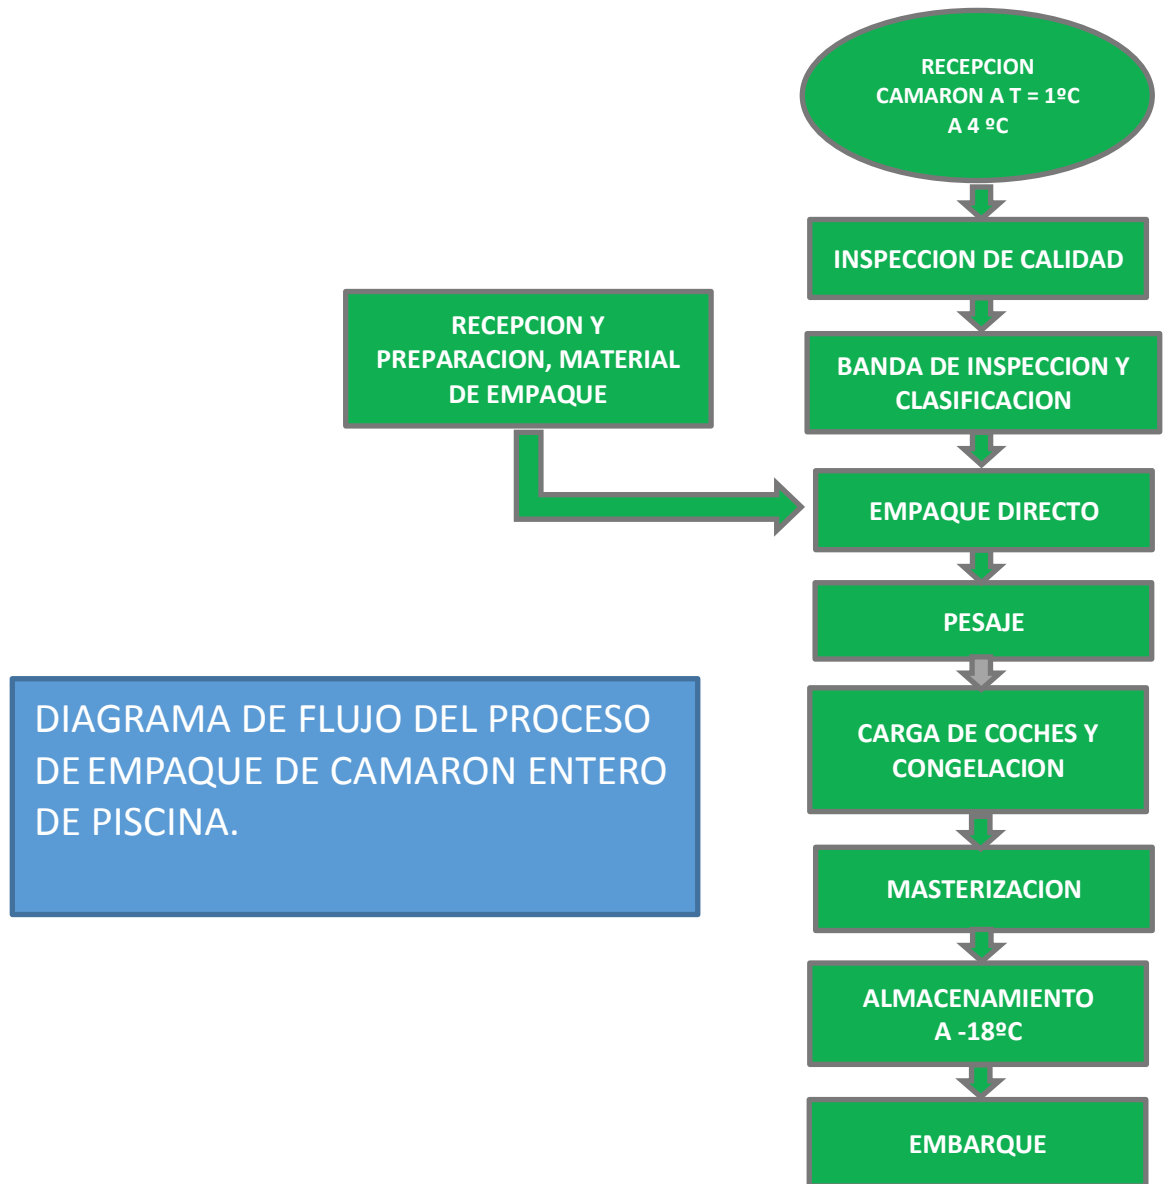 RECEPCION
CAMARON A T = 1ºC
A 4 ºC
INSPECCION DE CALIDAD
RECEPCION Y
PREPARACION, MATERIAL
DE EMPAQUE
BANDA DE INSPECCION Y
CLASIFICACION
EMPAQUE DIRECTO
PESAJE
DIAGRAMA DE FLUJO DEL PROCESO
DE EMPAQUE DE CAMARON ENTERO
DE PISCINA.
CARGA DE COCHES Y
CONGELACION
MASTERIZACION
ALMACENAMIENTO
A -18ºC
EMBARQUE